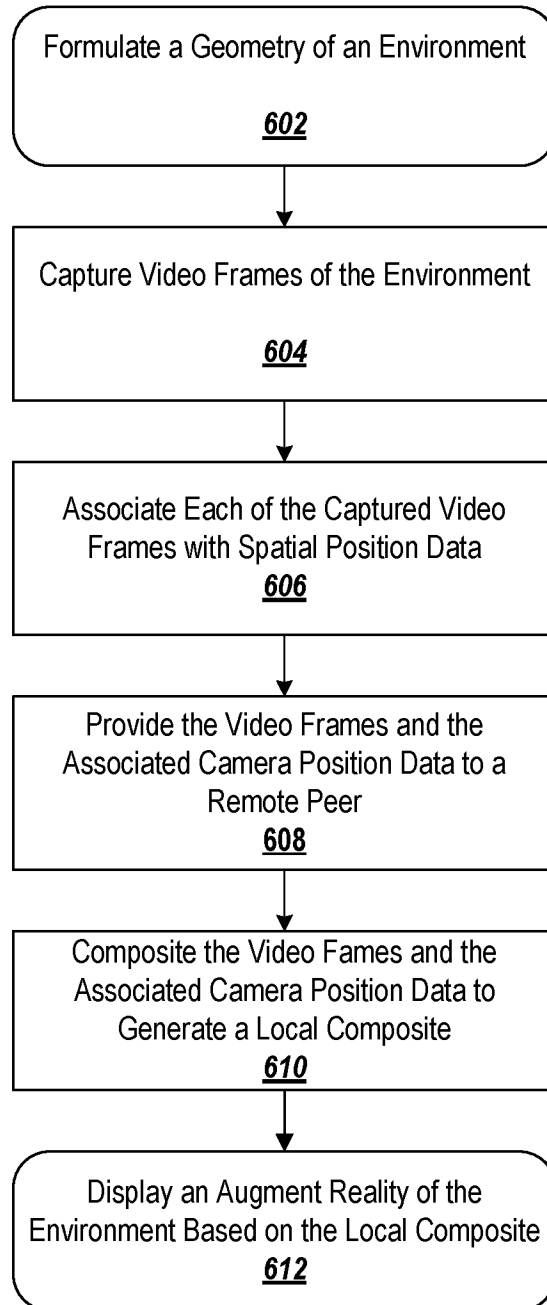 Formulate a Geometry of an Environment
602
Capture Video Frames of the Environment
604
Associate Each of the Captured Video
Frames with Spatial Position Data
606
Provide the Video Frames and the
Associated Camera Position Data to a
Remote Peer
608
Composite the Video Fames and the
Associated Camera Position Data to
Generate a Local Composite
610
Display an Augment Reality of the
Environment Based on the Local Composite
612